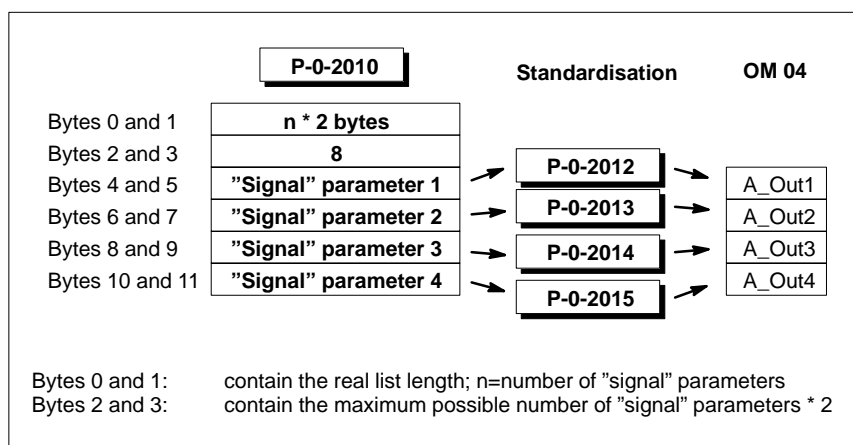 P-0-2010 Standardisation OM 04
Bytes 0 and 1 n * 2 bytes
Bytes 2 and 3 8
Bytes 4 and 5 ”Signal” parameter 1 P-0-2012 A_Out1
Bytes 6 and 7 ”Signal” parameter 2 P-0-2013 A_Out2
Bytes 8 and 9 ”Signal” parameter 3 P-0-2014 A_Out3
Bytes 10 and 11 ”Signal” parameter 4 P-0-2015 A_Out4
Bytes 0 and 1: contain the real list length; n=number of ”signal” parameters
Bytes 2 and 3: contain the maximum possible number of ”signal” parameters * 2